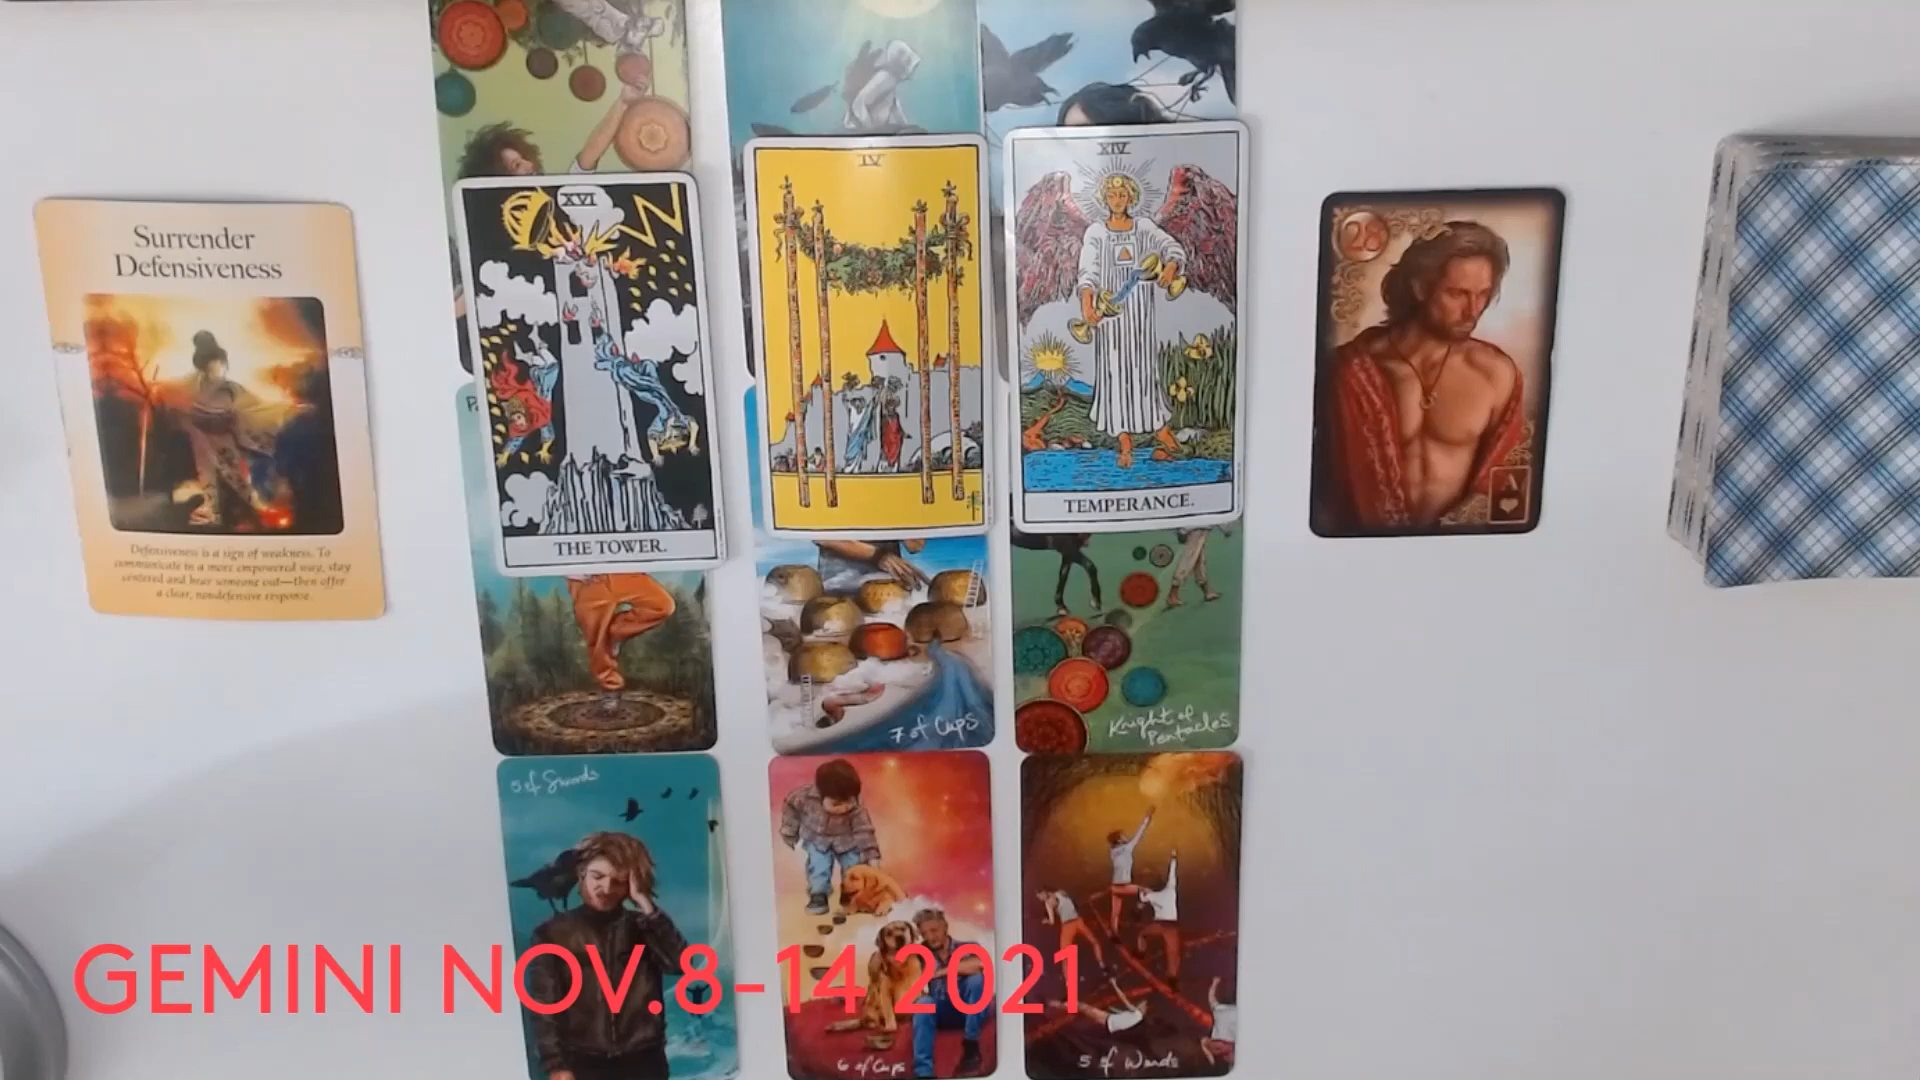 Surrender
Defensiveness
Defensiveness is a sign of weakness. To
communicate in a more empowered way, stay
centered and hear someone out—then offer
a clear, nondefensive response.
XVI
THE TOWER.
IV
XIV
TEMPERANCE.
28
A
7 of Cups
Knight of
Pentacles
5 of Swords
6 of Cups
5 of Wands
GEMINI NOV.8-14 2021